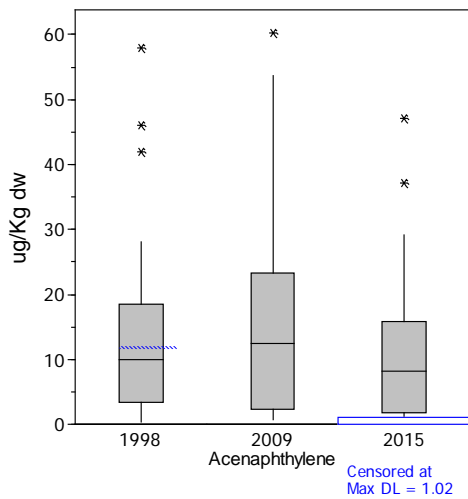 60
50
40
30
20
10
0
ug/Kg dw
1998 2009 2015
Acenaphthylene
Censored at
Max DL = 1.02